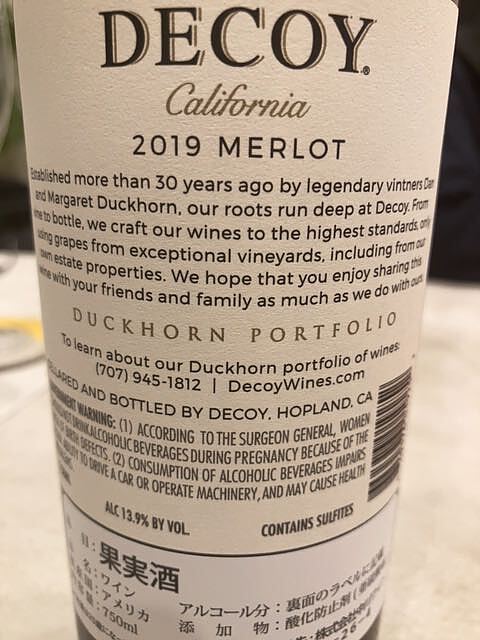 DECOY®
California
2019 MERLOT
Established more than 30 years ago by legendary vintners Dan
and Margaret Duckhorn, our roots run deep at Decoy. From
vine to bottle, we craft our wines to the highest standards, only
using grapes from exceptional vineyards, including from our
own estate properties. We hope that you enjoy sharing this
wine with your friends and family as much as we do with ours.
DUCKHORN PORTFOLIO
To learn about our Duckhorn portfolio of wines:
(707) 945-1812 | DecoyWines.com
CELLARED AND BOTTLED BY DECOY, HOPLAND, CA
WARNING: (1) ACCORDING TO THE SURGEON GENERAL, WOMEN
DRINK ALCOHOLIC BEVERAGES DURING PREGNANCY BECAUSE OF THE
BIRTH DEFECTS. (2) CONSUMPTION OF ALCOHOLIC BEVERAGES IMPAIRS
TO DRIVE A CAR OR OPERATE MACHINERY, AND MAY CAUSE HEALTH
ALC 13.9% BY VOL. CONTAINS SULFITES
目:果実酒
名:ワイン アルコール分:裏面のラベルに記載
アメリカ 添加物:酸化防止剤
750ml